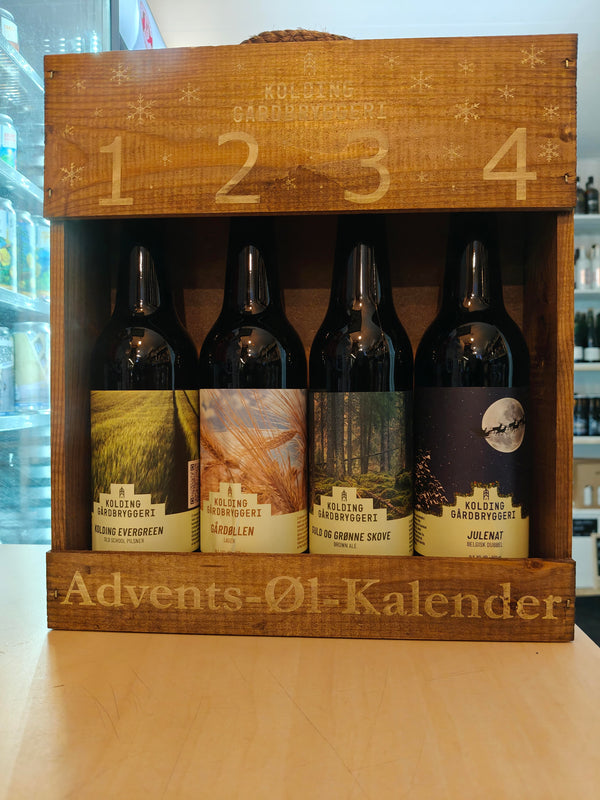 KOLDING
GÅRDBRYGGERI
1 2 3 4
KOLDING
GÅRDBRYGGERI
KOLDING EVERGREEN
OLD SCHOOL PILSNER
KOLDING
GÅRDBRYGGERI
GÅRDØLLEN
LAGER
KOLDING
GÅRDBRYGGERI
GULD OG GRØNNE SKOVE
BROWN ALE
KOLDING
GÅRDBRYGGERI
JULENAT
BELGISK DUBBEL
Advents-Øl-Kalender